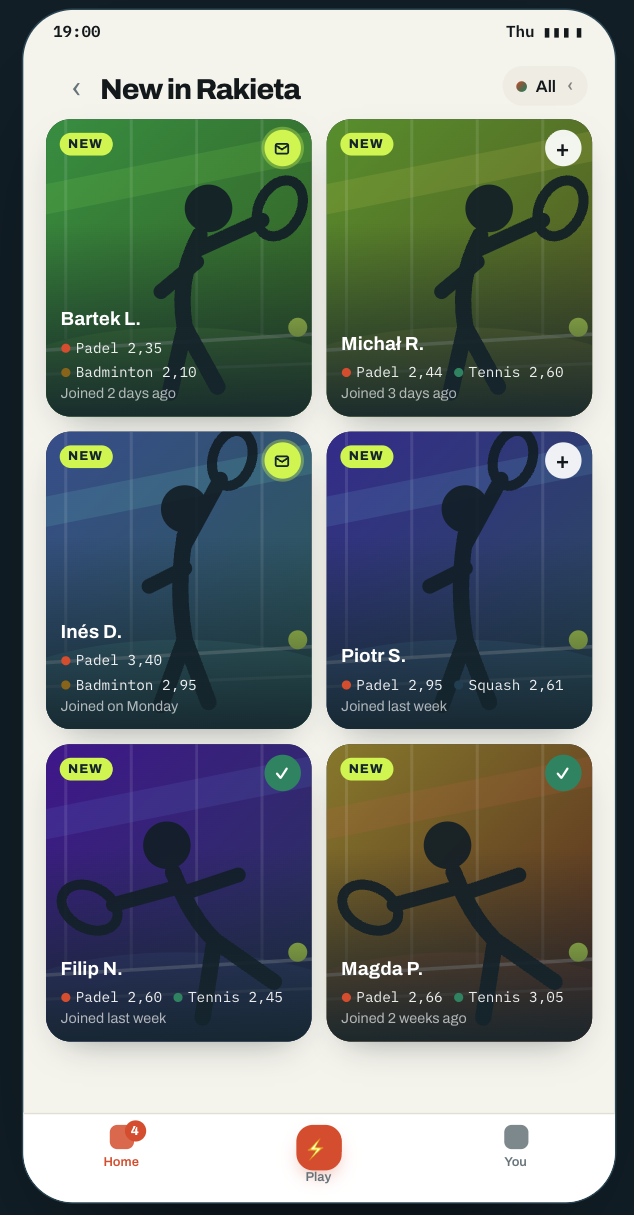 19:00
Thu
New in Rakieta
All
NEW
Bartek L.
Padel 2,35
Badminton 2,10
Joined 2 days ago
NEW
Michał R.
Padel 2,44 Tennis 2,60
Joined 3 days ago
NEW
Inés D.
Padel 3,40
Badminton 2,95
Joined on Monday
NEW
Piotr S.
Padel 2,95 Squash 2,61
Joined last week
NEW
Filip N.
Padel 2,60 Tennis 2,45
Joined last week
NEW
Magda P.
Padel 2,66 Tennis 3,05
Joined 2 weeks ago
4
Home
Play
You